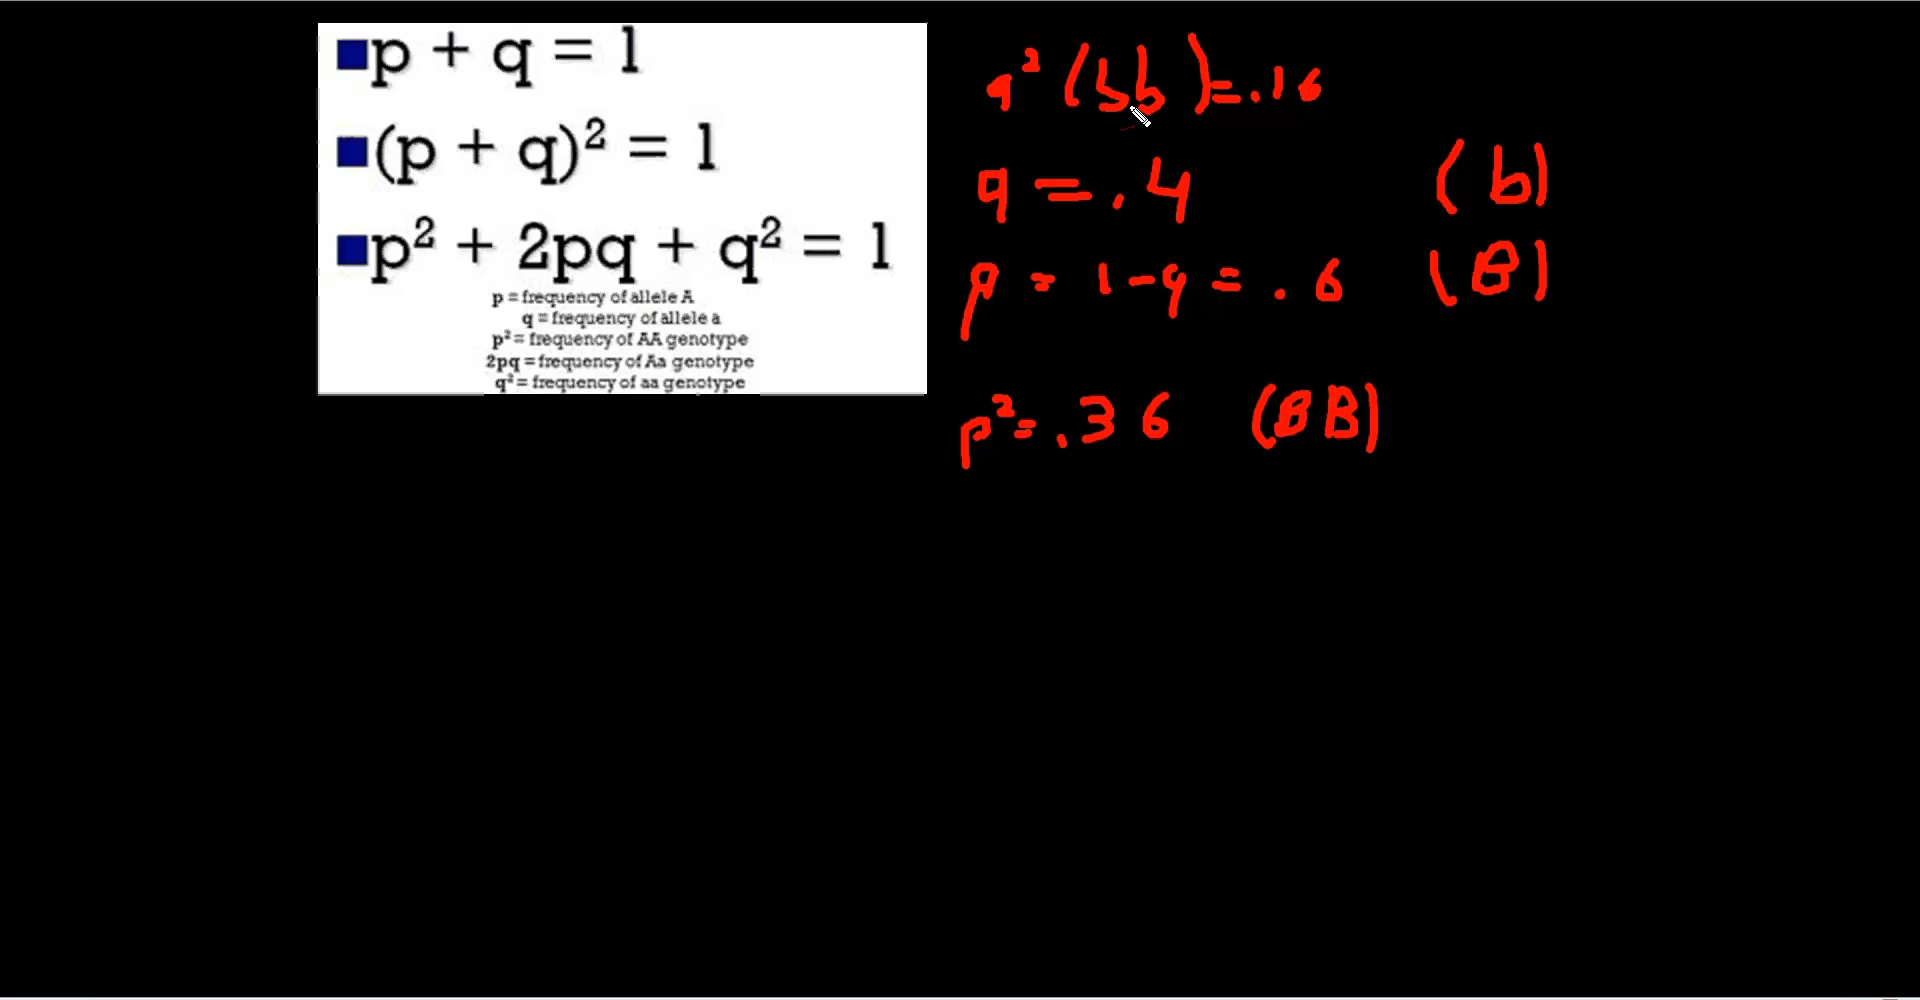 p + q = 1
(p + q)² = 1
p² + 2pq + q² = 1
p = frequency of allele A
q = frequency of allele a
p² = frequency of AA genotype
2pq = frequency of Aa genotype
q² = frequency of aa genotype
q² (bb) = .16
q = .4 (b)
p = 1 - q = .6 (B)
p² = .36 (BB)